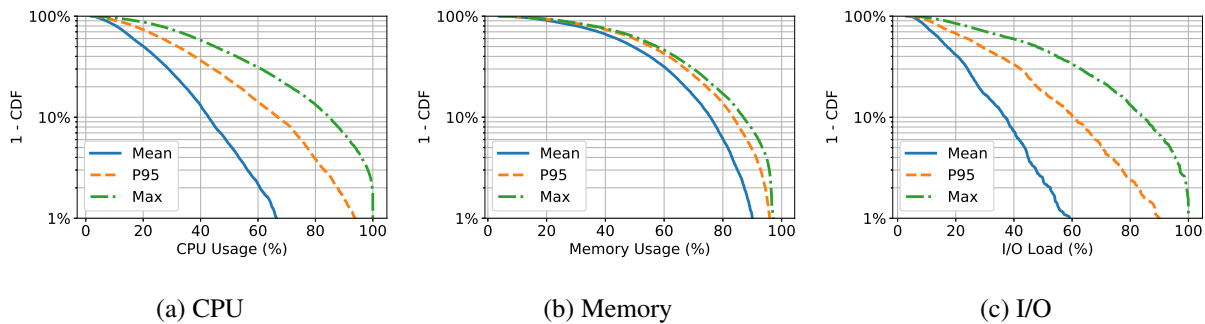 100%
10%
1%
1 - CDF
Mean
P95
Max
0 20 40 60 80 100
CPU Usage (%)
(a) CPU
100%
10%
1%
1 - CDF
Mean
P95
Max
0 20 40 60 80 100
Memory Usage (%)
(b) Memory
100%
10%
1%
1 - CDF
Mean
P95
Max
0 20 40 60 80 100
I/O Load (%)
(c) I/O